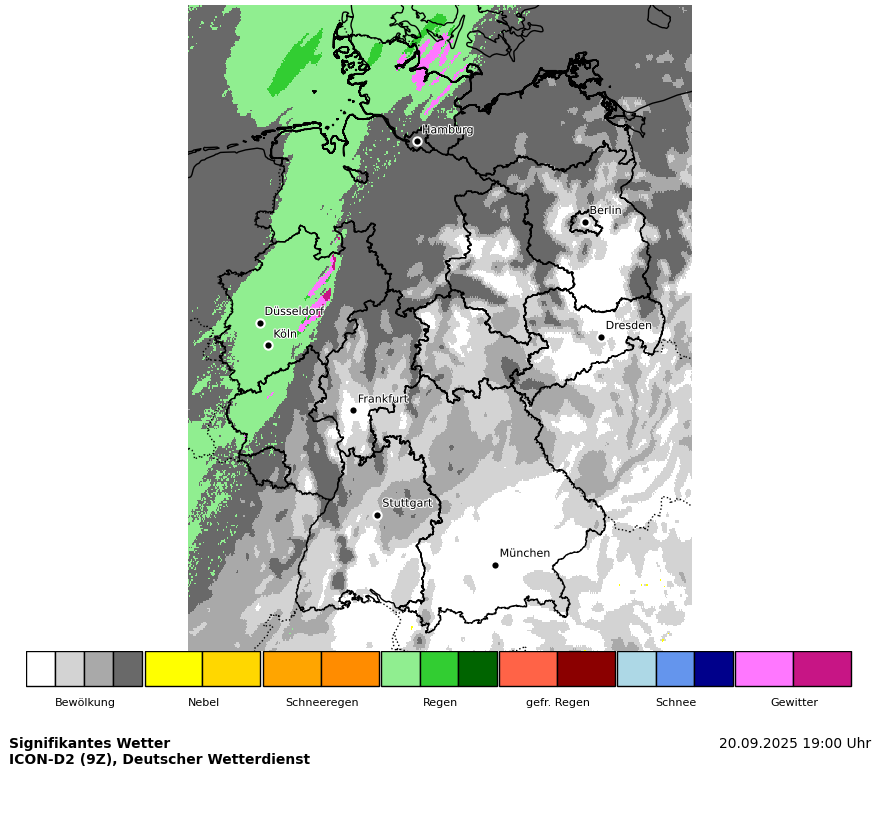 Hamburg
Berlin
Düsseldorf
Köln
Dresden
Frankfurt
Stuttgart
München
Bewölkung Nebel Schneeregen Regen gefr. Regen Schnee Gewitter
Signifikantes Wetter 20.09.2025 19:00 Uhr
ICON-D2 (9Z), Deutscher Wetterdienst